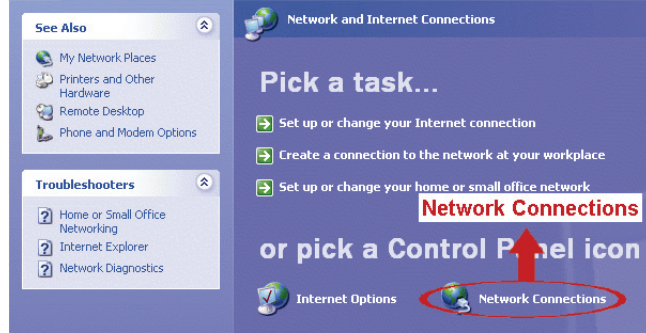 See Also
My Network Places
Printers and Other
Hardware
Remote Desktop
Phone and Modem Options
Troubleshooters
Home or Small Office
Networking
Internet Explorer
Network Diagnostics
Network and Internet Connections
Pick a task...
Set up or change your Internet connection
Create a connection to the network at your workplace
Set up or change your home or small office network
Network Connections
or pick a Control Panel icon
Internet Options
Network Connections